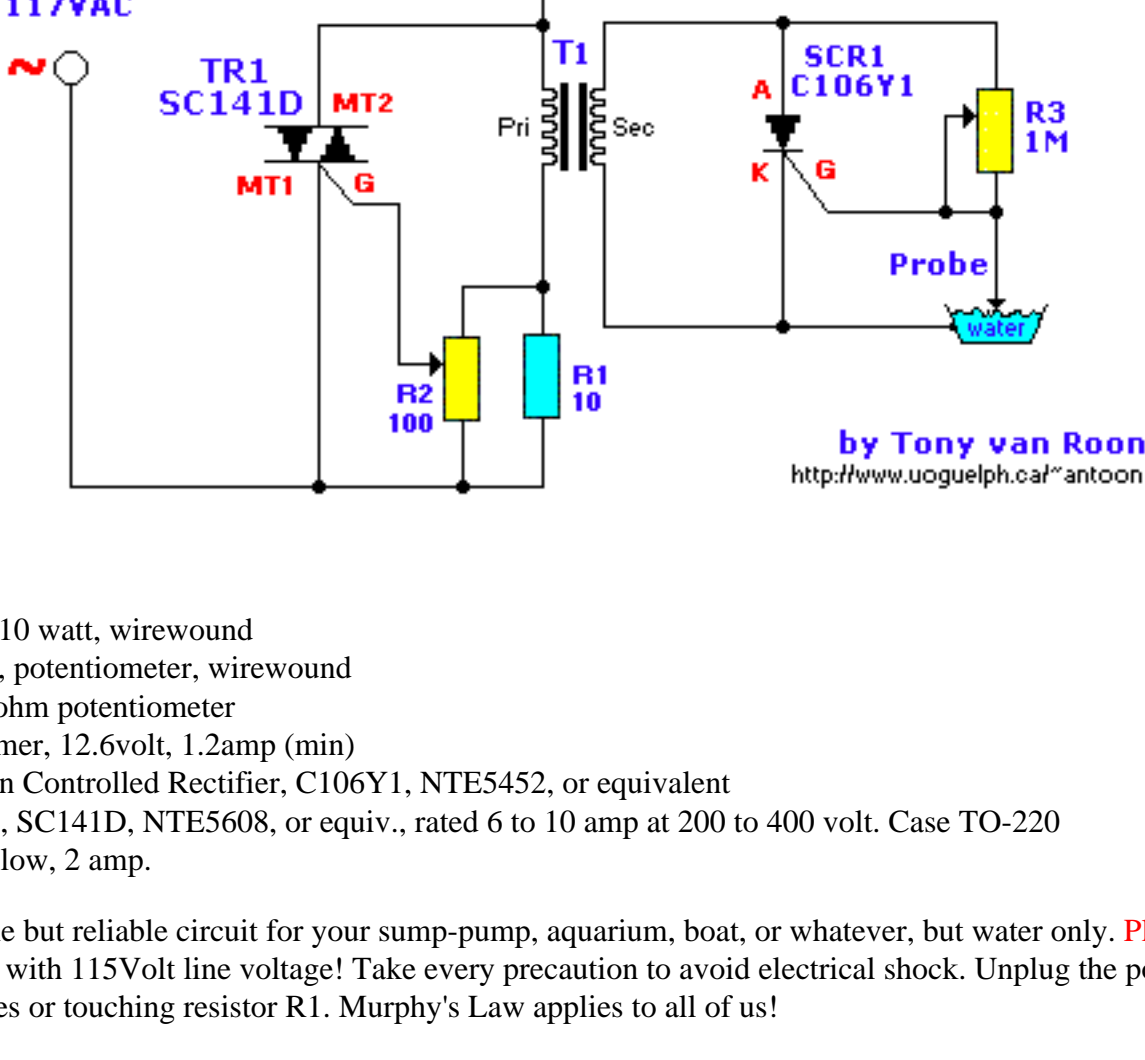 117VAC
~
T1
TR1
SC141D
MT2
MT1
G
Pri
Sec
SCR1
C106Y1
A
K
G
R3
1M
Probe
water
R2
100
R1
10
by Tony van Roon
http://www.uoguelph.ca/~antoon
10 watt, wirewound
, potentiometer, wirewound
ohm potentiometer
mer, 12.6volt, 1.2amp (min)
n Controlled Rectifier, C106Y1, NTE5452, or equivalent
, SC141D, NTE5608, or equiv., rated 6 to 10 amp at 200 to 400 volt. Case TO-220
low, 2 amp.
e but reliable circuit for your sump-pump, aquarium, boat, or whatever, but water only.
with 115Volt line voltage! Take every precaution to avoid electrical shock. Unplug the
es or touching resistor R1. Murphy's Law applies to all of us!